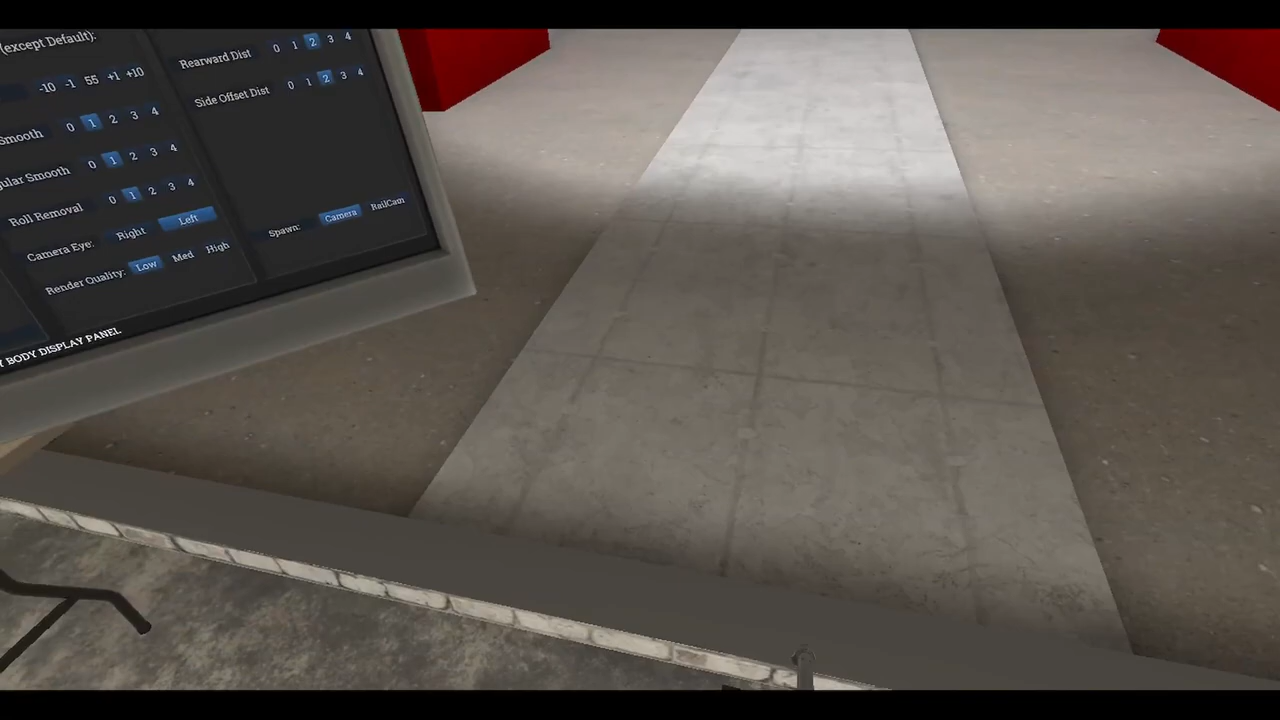 (except Default):
-10 -1 55 +1 +10
Smooth 0 1 2 3 4
gular Smooth 0 1 2 3 4
Roll Removal 0 1 2 3 4
Camera Eye: Right Left
Render Quality: Low Med High
Rearward Dist 0 1 2 3 4
Side Offset Dist 0 1 2 3 4
Spawn: Camera RailCam
Y BODY DISPLAY PANEL